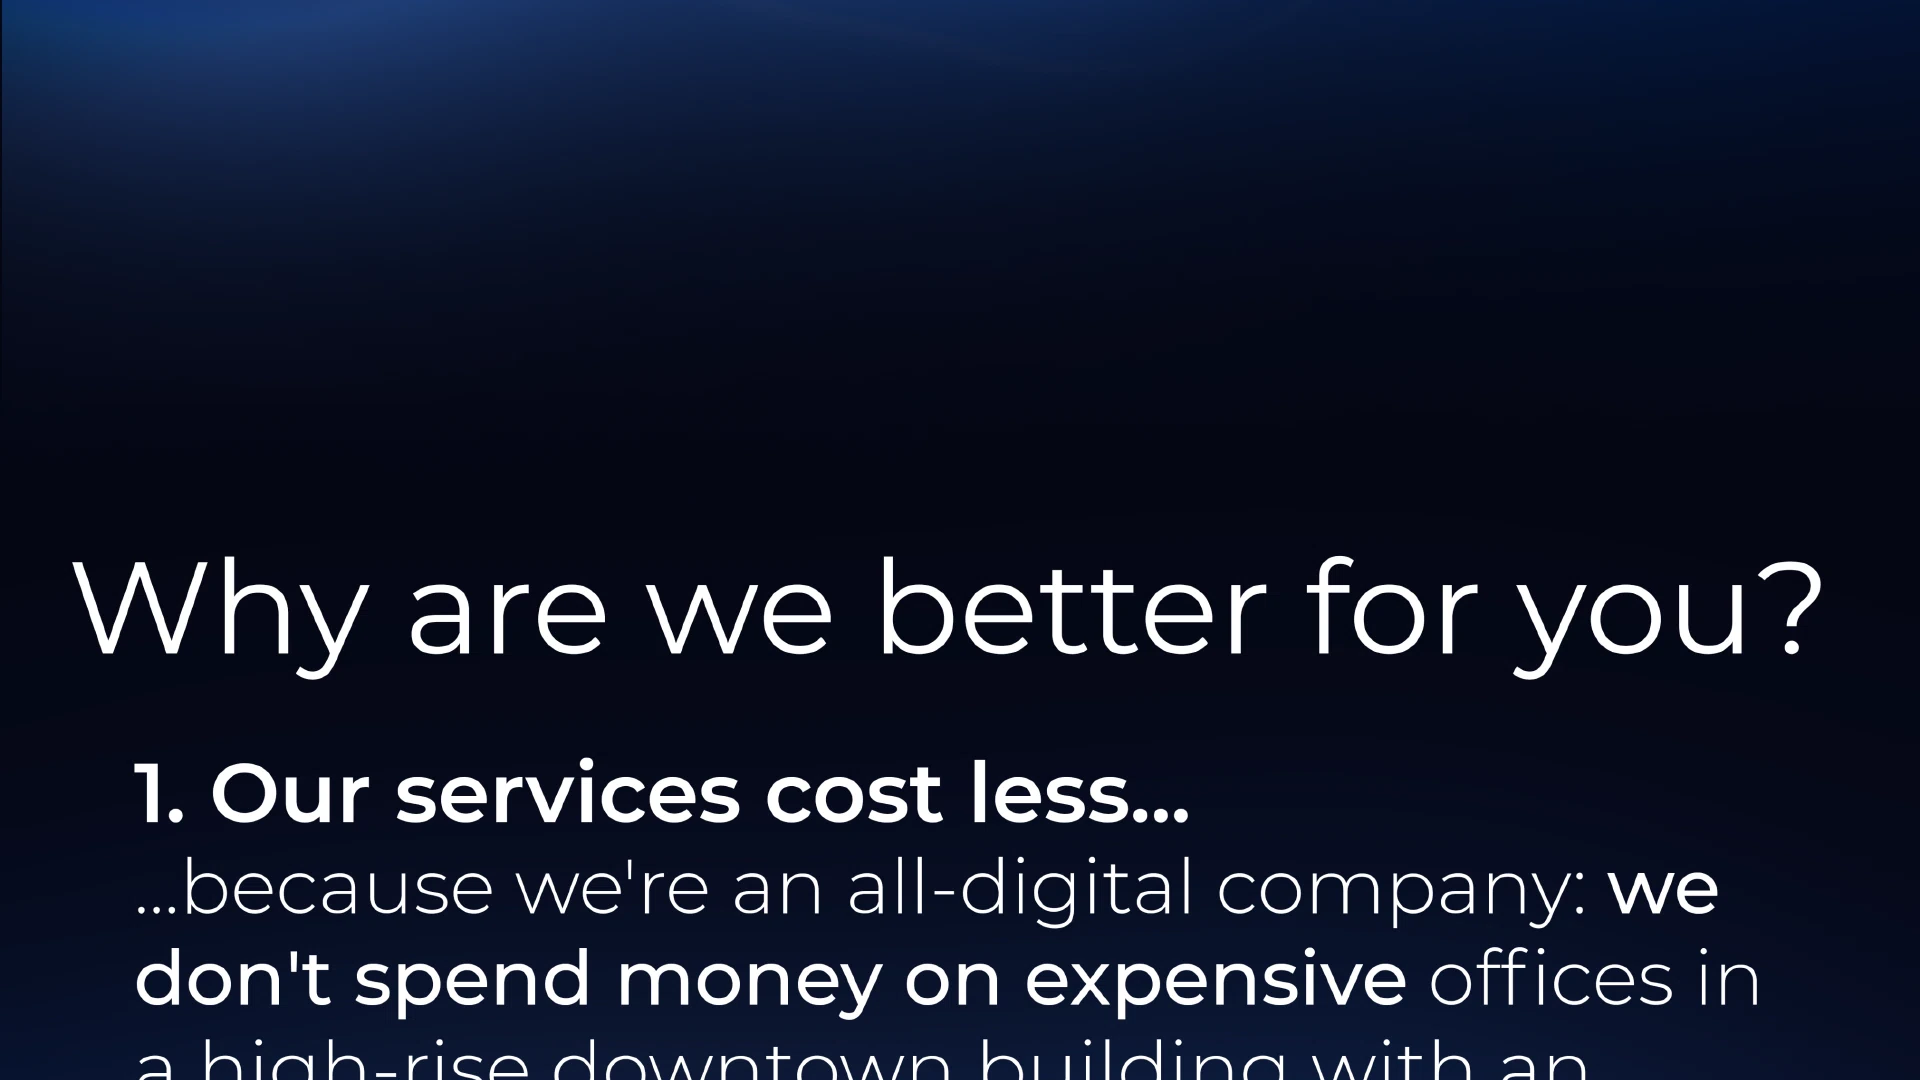 Why are we better for you?
1. Our services cost less...
...because we're an all-digital company: we
don't spend money on expensive offices in
a high-rise downtown building with an